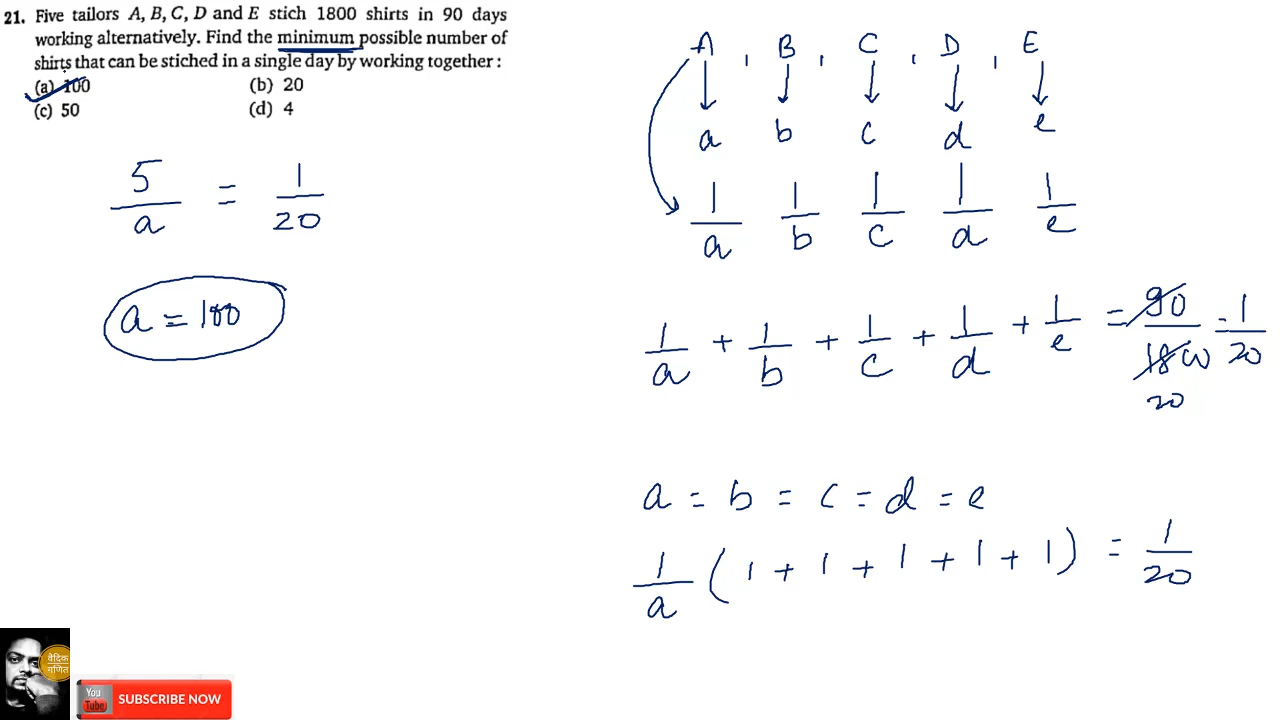 21. Five tailors A, B, C, D and E stich 1800 shirts in 90 days
working alternatively. Find the minimum possible number of
shirts that can be stiched in a single day by working together :
(a) 100 (b) 20
(c) 50 (d) 4
5/a = 1/20
a = 100
A, B, C, D, E
a b c d e
1/a 1/b 1/c 1/d 1/e
1/a + 1/b + 1/c + 1/d + 1/e = 90/1800 = 1/20
20
a = b = c = d = e
1/a (1 + 1 + 1 + 1 + 1) = 1/20
वैदिक
गणित
You
Tube
SUBSCRIBE NOW